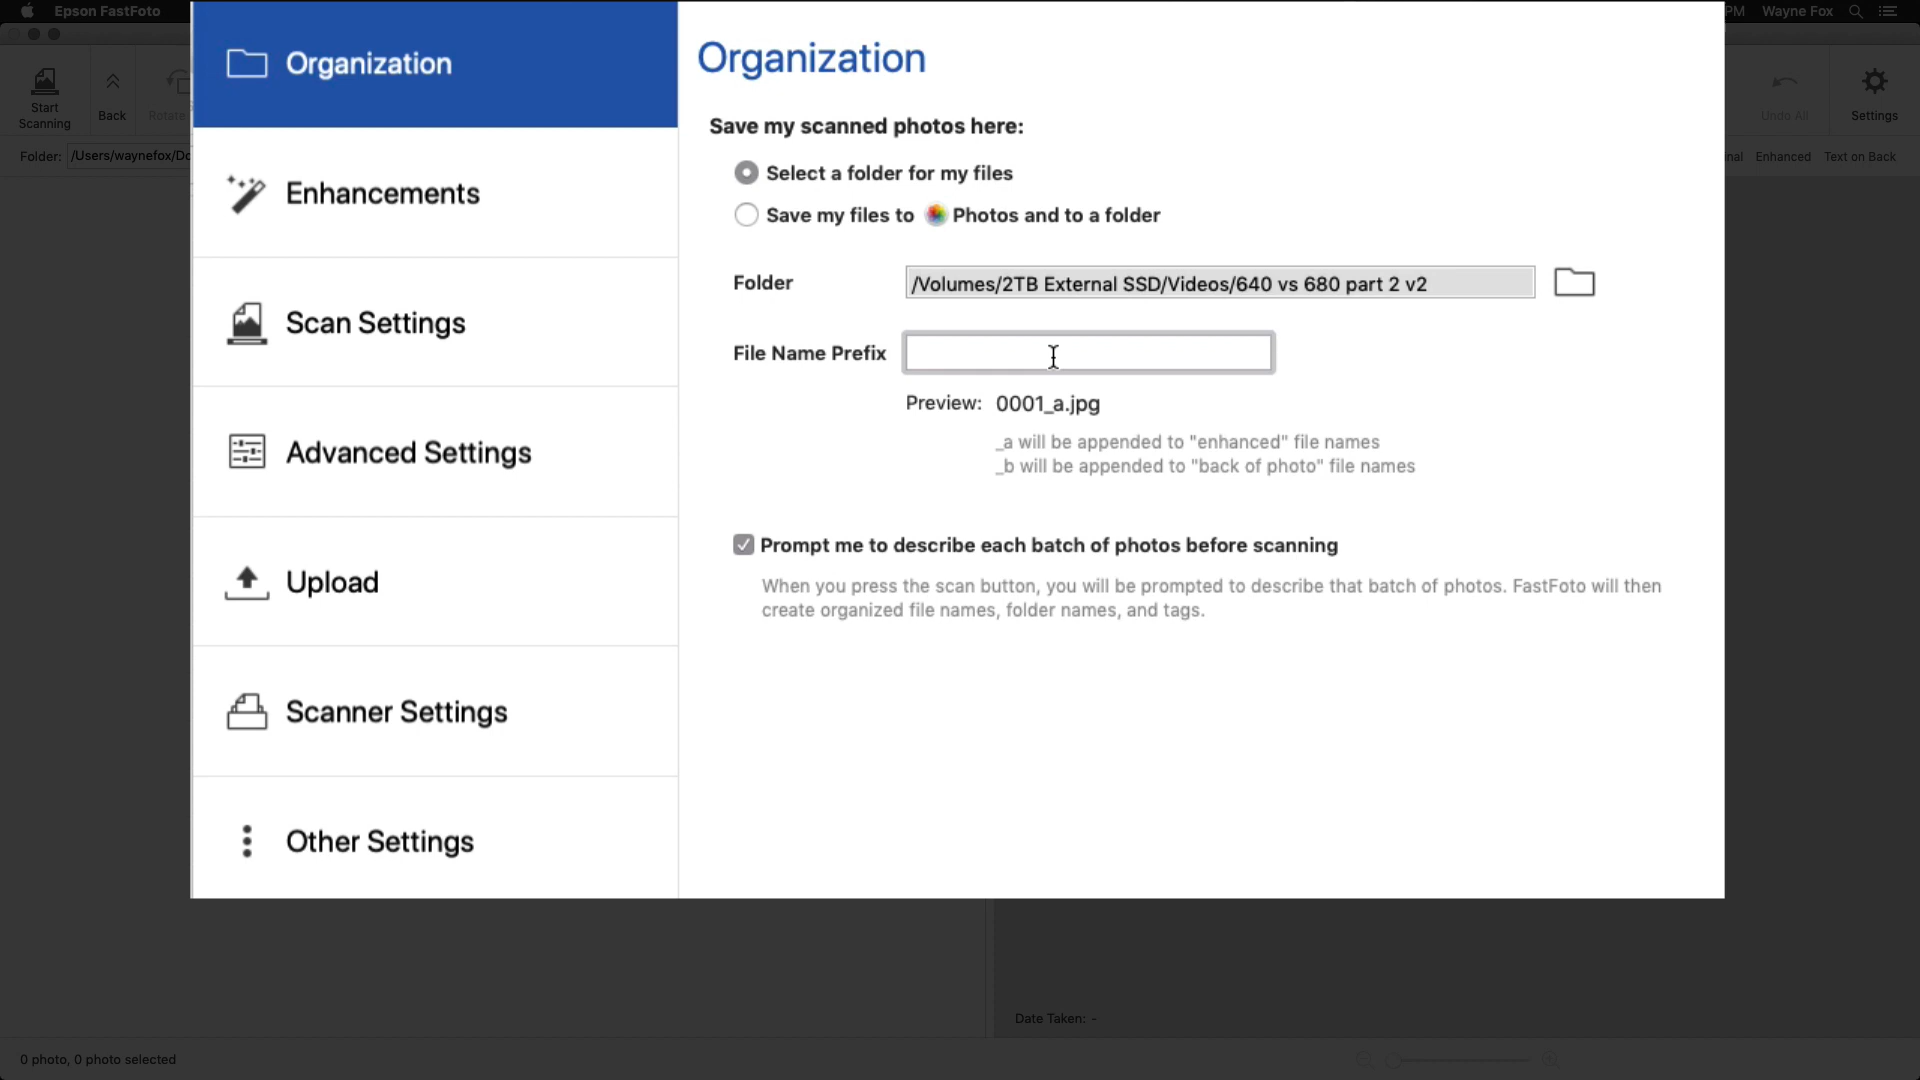 Epson FastFoto
PM Wayne Fox
Start
Scanning
Back
Rotate
Undo All
Settings
Folder: /Users/waynefox/Do
Enhanced
Text on Back
Organization
Enhancements
Scan Settings
Advanced Settings
Upload
Scanner Settings
Other Settings
Organization
Save my scanned photos here:
Select a folder for my files
Save my files to Photos and to a folder
Folder /Volumes/2TB External SSD/Videos/640 vs 680 part 2 v2
File Name Prefix
Preview: 0001_a.jpg
_a will be appended to "enhanced" file names
_b will be appended to "back of photo" file names
Prompt me to describe each batch of photos before scanning
When you press the scan button, you will be prompted to describe that batch of photos. FastFoto will then
create organized file names, folder names, and tags.
Date Taken: -
0 photo, 0 photo selected